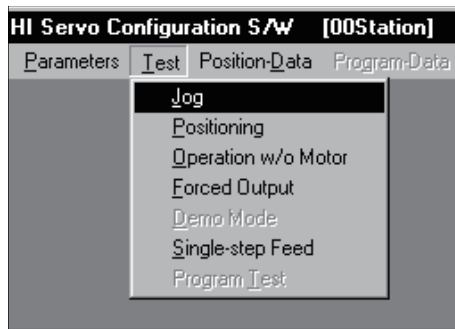 HI Servo Configuration S/W [00Station]
Parameters Test Position-Data Program-Data
Jog
Positioning
Operation w/o Motor
Forced Output
Demo Mode
Single-step Feed
Program Test